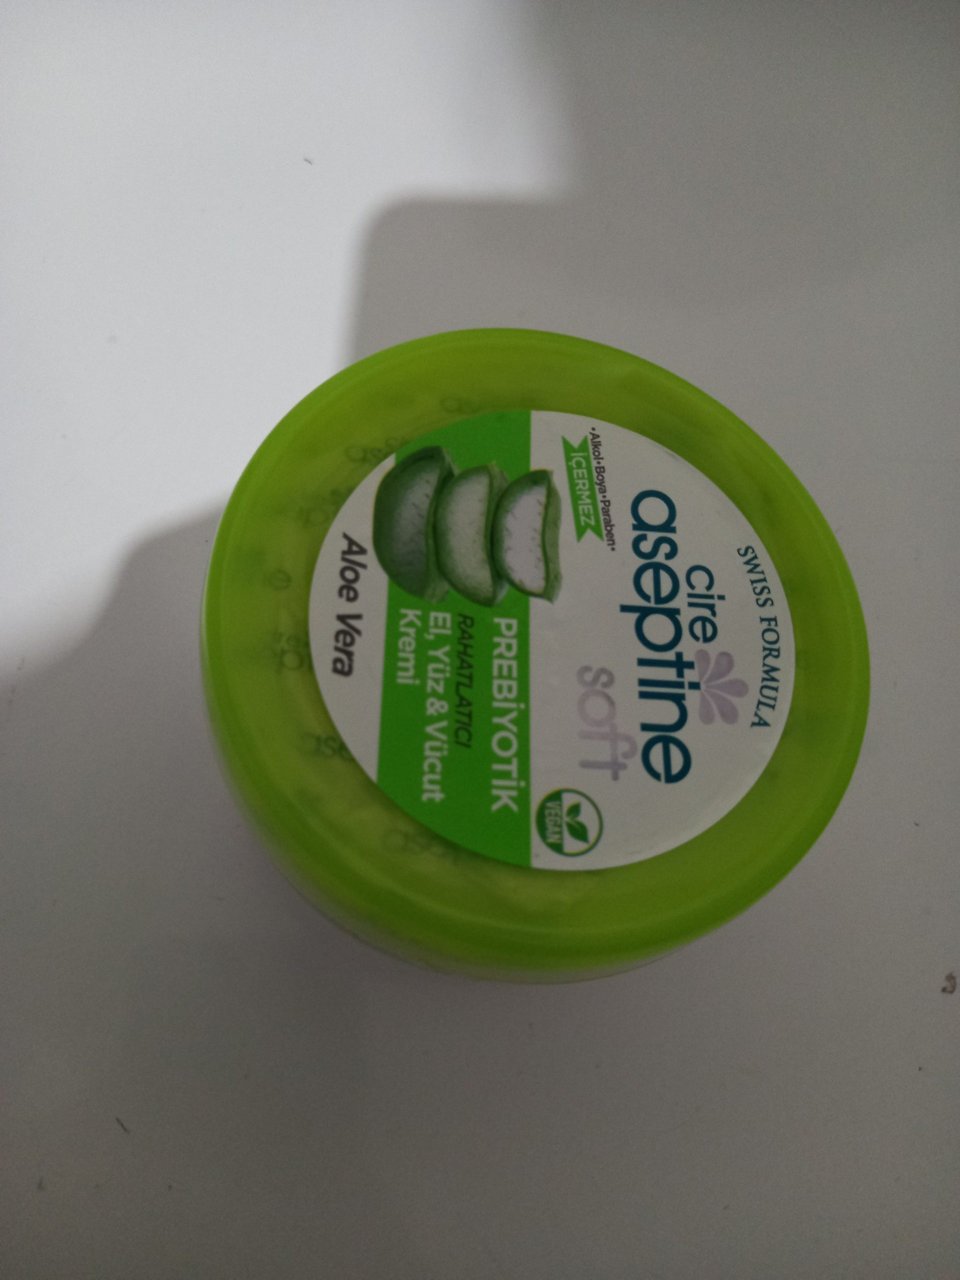 SWISS FORMULA
cire
aseptine
soft
•Alkol•Boya•Paraben•
İÇERMEZ
VEGAN
PREBİYOTİK
RAHATLATICI
El, Yüz & Vücut
Kremi
Aloe Vera